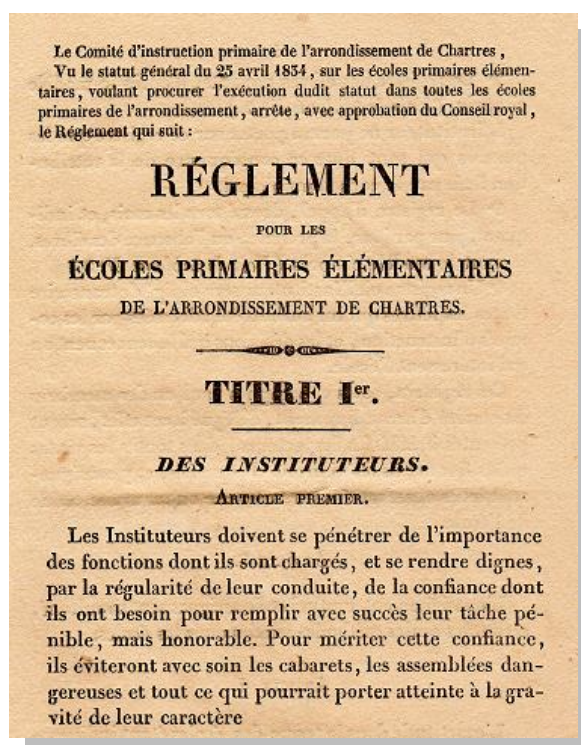 Le Comité d'instruction primaire de l'arrondissement de Chartres ,
Vu le statut général du 25 avril 1834 , sur les écoles primaires élémen-
taires, voulant procurer l'exécution dudit statut dans toutes les écoles
primaires de l'arrondissement, arrête, avec approbation du Conseil royal,
le Réglement qui suit :
RÉGLEMENT
POUR LES
ÉCOLES PRIMAIRES ÉLÉMENTAIRES
DE L'ARRONDISSEMENT DE CHARTRES.
TITRE Ier.
DES INSTITUTEURS.
ARTICLE PREMIER.
Les Instituteurs doivent se pénétrer de l'importance
des fonctions dont ils sont chargés, et se rendre dignes,
par la régularité de leur conduite, de la confiance dont
ils ont besoin pour remplir avec succès leur tâche pé-
nible, mais honorable. Pour mériter cette confiance,
ils éviteront avec soin les cabarets, les assemblées dan-
gereuses et tout ce qui pourrait porter atteinte à la gra-
vité de leur caractère